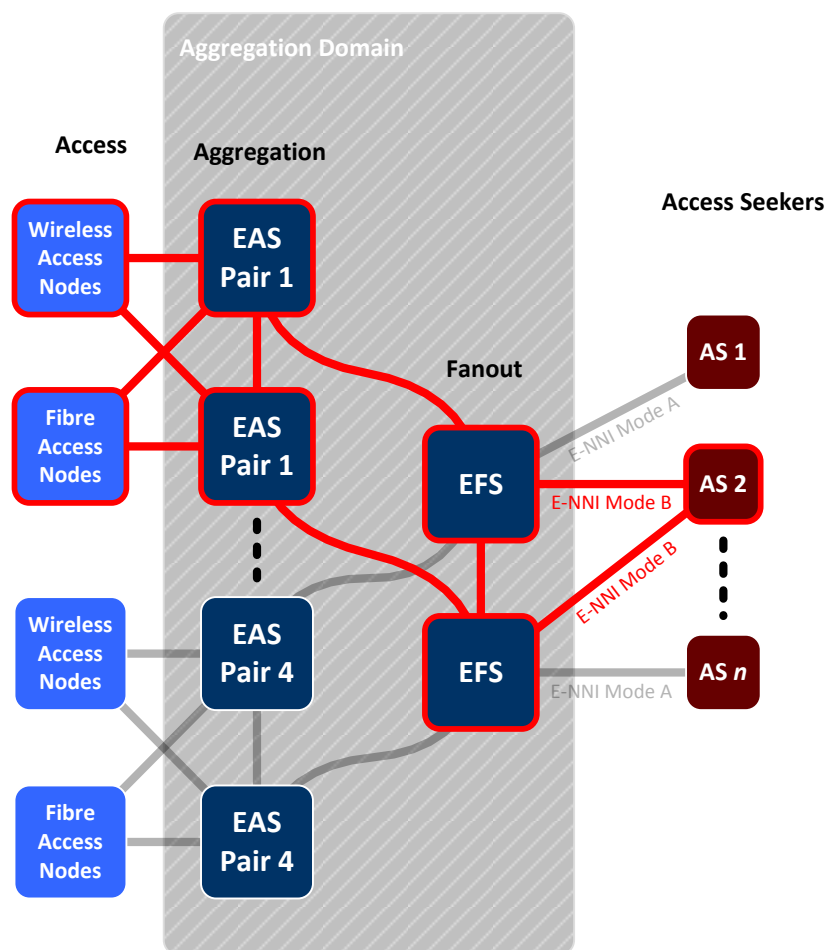 Aggregation Domain
Access
Aggregation
Access Seekers
Wireless
Access
Nodes
EAS
Pair 1
AS 1
Fanout
E-NNI Mode A
Fibre
Access
Nodes
EAS
Pair 1
EFS
E-NNI Mode B
AS 2
E-NNI Mode B
Wireless
Access
Nodes
EAS
Pair 4
EFS
E-NNI Mode A
AS n
Fibre
Access
Nodes
EAS
Pair 4